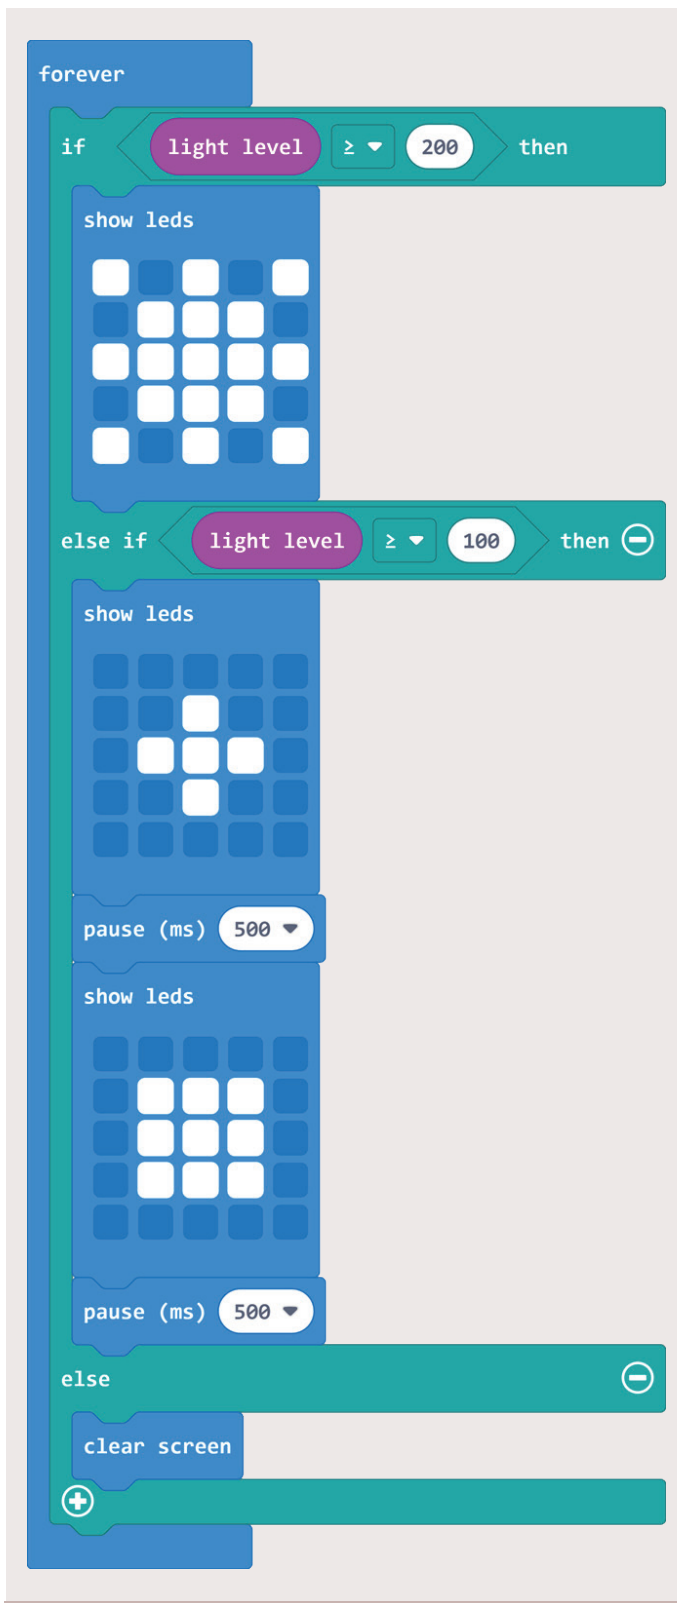 forever
if light level ≥ 200 then
show leds
else if light level ≥ 100 then
show leds
pause (ms) 500
show leds
pause (ms) 500
else
clear screen